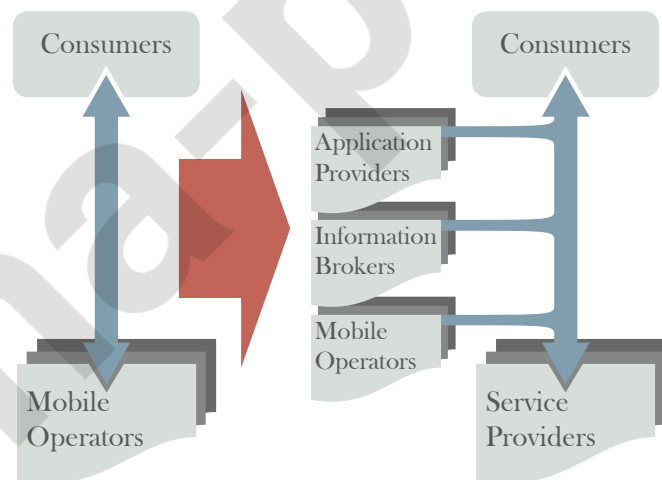 Consumers
Mobile
Operators
Application
Providers
Information
Brokers
Mobile
Operators
Consumers
Service
Providers